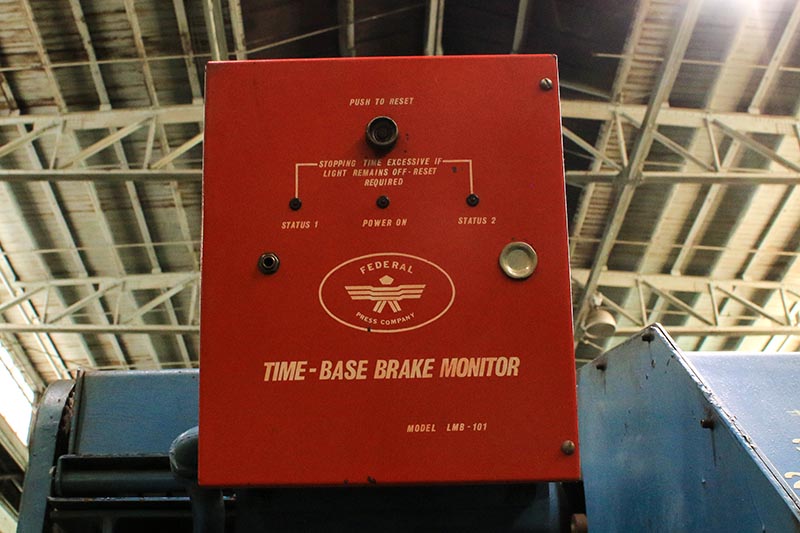 PUSH TO RESET
STOPPING TIME EXCESSIVE IF
LIGHT REMAINS OFF-RESET
REQUIRED
STATUS 1
POWER ON
STATUS 2
FEDERAL
PRESS COMPANY
TIME-BASE BRAKE MONITOR
MODEL LMB-101